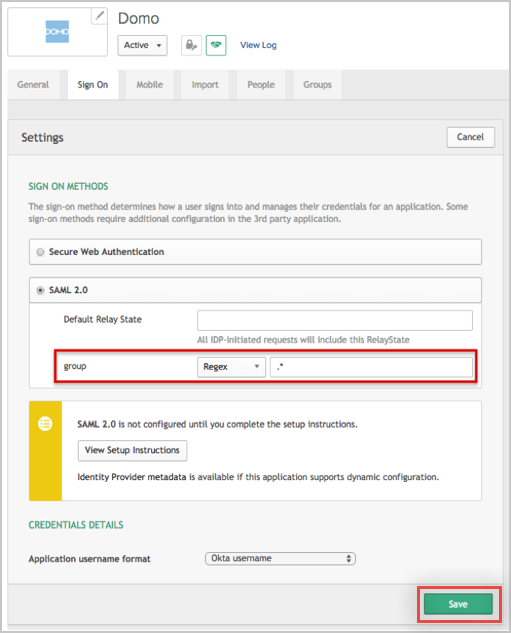 DOMO
Domo
Active
View Log
General
Sign On
Mobile
Import
People
Groups
Settings
Cancel
SIGN ON METHODS
The sign-on method determines how a user signs into and manages their credentials for an application. Some
sign-on methods require additional configuration in the 3rd party application.
Secure Web Authentication
SAML 2.0
Default Relay State
All IDP-initiated requests will include this RelayState
group
Regex
.*
SAML 2.0 is not configured until you complete the setup instructions.
View Setup Instructions
Identity Provider metadata is available if this application supports dynamic configuration.
CREDENTIALS DETAILS
Application username format
Okta username
Save